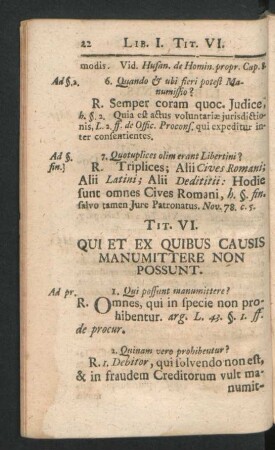 22 LIB. I. TIT. VI.
modis. Vid. Husan. de Homin. propr. Cap. 8.
Ad §. 2. 6. Quando & ubi fieri potest Ma-
numissio?
R. Semper coram quoc. Judice,
h. §. 2. Quia est actus voluntariæ jurisdictio-
nis, L. 2. ff. de Offic. Procons. qui expeditur in-
ter consentientes.
Ad §. fin.} 7. Quotuplices olim erant Libertini?
R. Triplices; Alii Cives Romani;
Alii Latini; Alii Dedititii: Hodie
sunt omnes Cives Romani, h. §. fin.
salvo tamen Jure Patronatus. Nov. 78. c. 5.
TIT. VI.
QUI ET EX QUIBUS CAUSIS
MANUMITTERE NON
POSSUNT.
Ad pr. 1. Qui possunt manumittere?
R. Omnes, qui in specie non pro-
hibentur. arg. L. 43. §. 1. ff.
de procur.
2. Quinam vero prohibentur?
R. 1. Debitor, qui solvendo non est,
& in fraudem Creditorum vult ma-
numit-